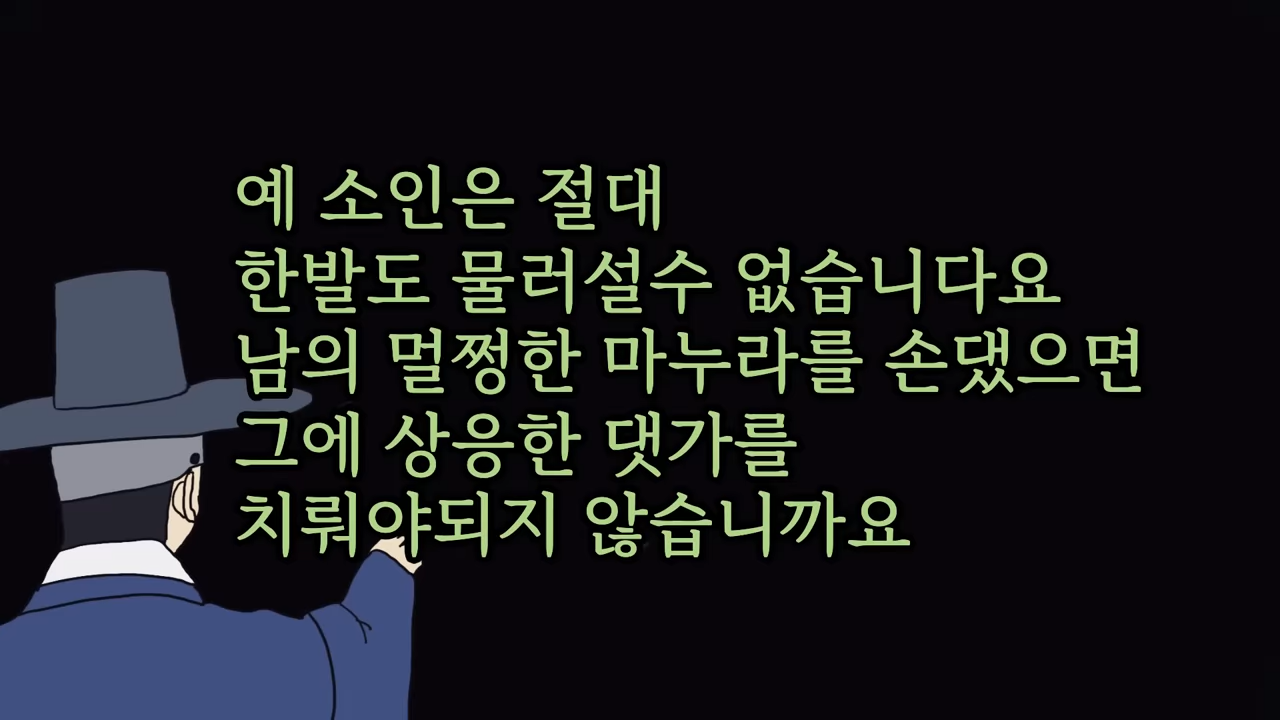 예 소인은 절대
한발도 물러설수 없습니다요
남의 멀쩡한 마누라를 손댔으면
그에 상응한 댓가를
치뤄야되지 않습니까요